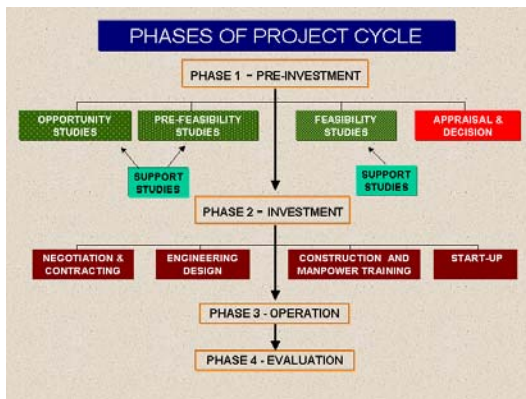 PHASES OF PROJECT CYCLE
PHASE 1 - PRE-INVESTMENT
OPPORTUNITY
STUDIES
PRE-FEASIBILITY
STUDIES
FEASIBILITY
STUDIES
APPRAISAL &
DECISION
SUPPORT
STUDIES
SUPPORT
STUDIES
PHASE 2 - INVESTMENT
NEGOTIATION &
CONTRACTING
ENGINEERING
DESIGN
CONSTRUCTION AND
MANPOWER TRAINING
START-UP
PHASE 3 - OPERATION
PHASE 4 - EVALUATION